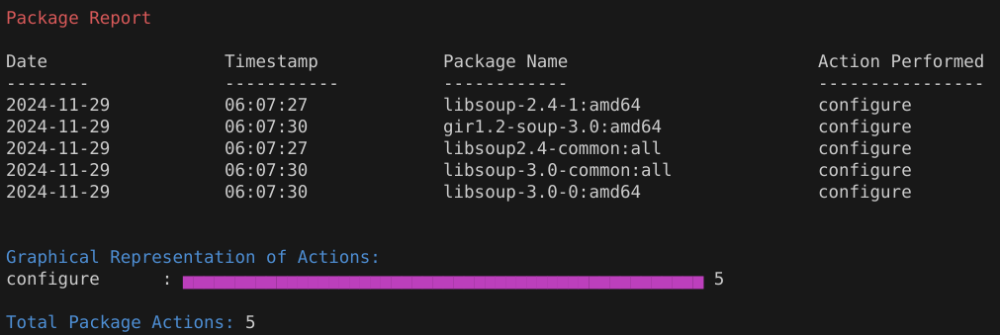 Package Report
Date Timestamp Package Name Action Performed
-------- ----------- ------------ ----------------
2024-11-29 06:07:27 libsoup-2.4-1:amd64 configure
2024-11-29 06:07:30 gir1.2-soup-3.0:amd64 configure
2024-11-29 06:07:27 libsoup2.4-common:all configure
2024-11-29 06:07:30 libsoup-3.0-common:all configure
2024-11-29 06:07:30 libsoup-3.0-0:amd64 configure
Graphical Representation of Actions:
configure : 5
Total Package Actions: 5